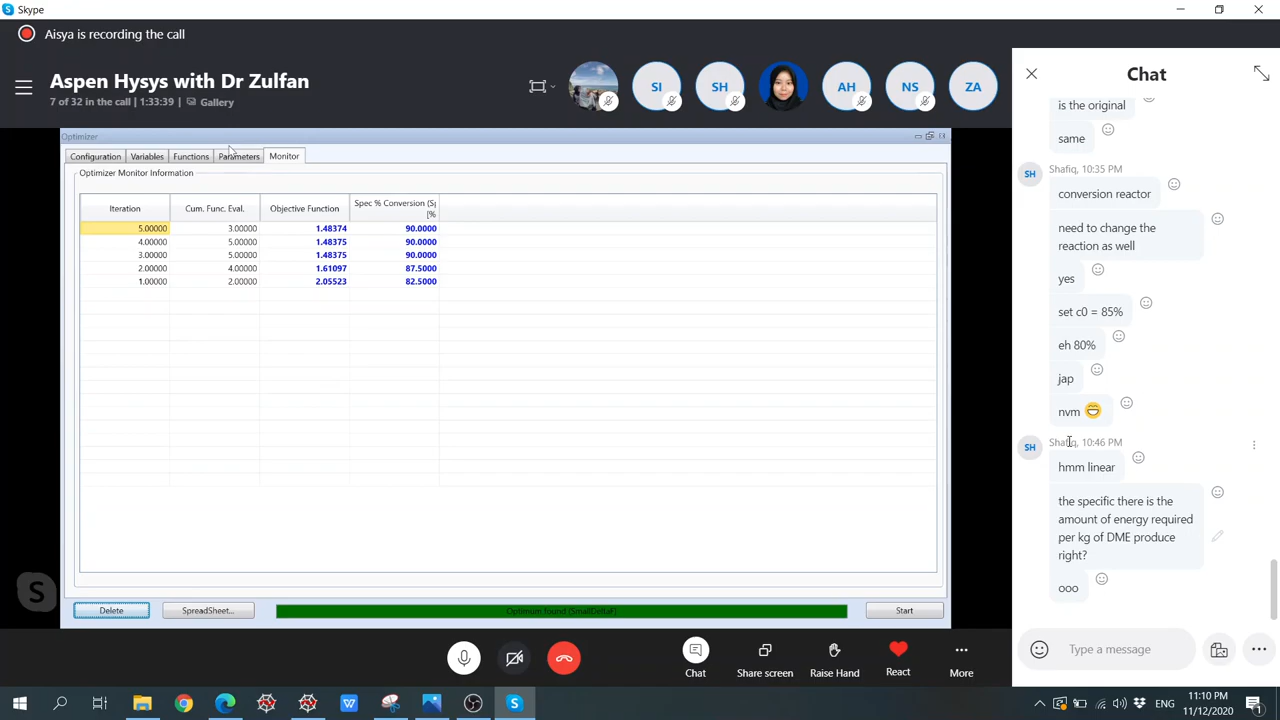 Skype
Aisya is recording the call
Aspen Hysys with Dr Zulfan
7 of 32 in the call | 1:33:39 | Gallery
SI
SH
AH
NS
ZA
Optimizer
Configuration Variables Functions Parameters Monitor
Optimizer Monitor Information
Iteration Cum. Func. Eval. Objective Function Spec % Conversion (Sp
[%
5.00000 3.00000 1.48374 90.0000
4.00000 5.00000 1.48375 90.0000
3.00000 5.00000 1.48375 90.0000
2.00000 4.00000 1.61097 87.5000
1.00000 2.00000 2.05523 82.5000
Delete SpreadSheet... Optimum found (SmallDeltaF) Start
Chat Share screen Raise Hand React More
Chat
is the original
same
SH
Shafiq, 10:35 PM
conversion reactor
need to change the
reaction as well
yes
set c0 = 85%
eh 80%
jap
nvm
SH
Shafiq, 10:46 PM
hmm linear
the specific there is the
amount of energy required
per kg of DME produce
right?
ooo
Type a message
ENG
11:10 PM
11/12/2020
1